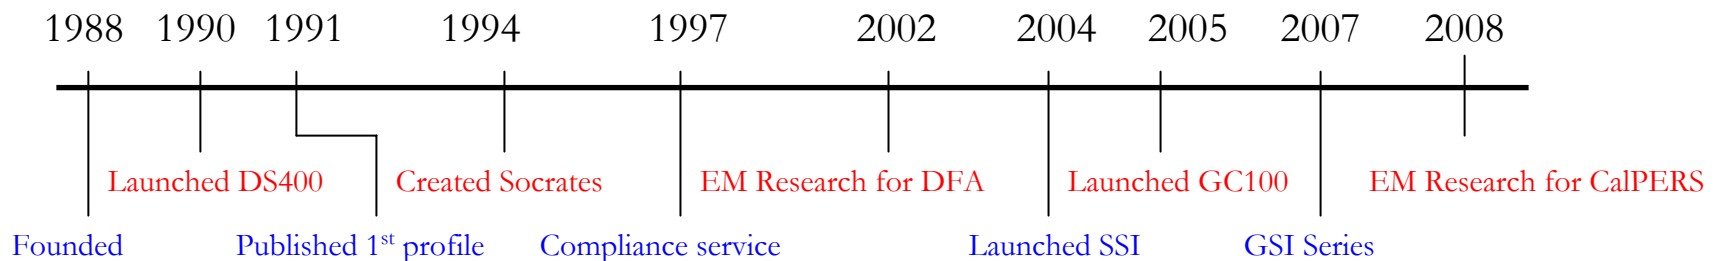 1988 1990 1991 1994 1997 2002 2004 2005 2007 2008
Launched DS400 Created Socrates EM Research for DFA Launched GC100 EM Research for CalPERS
Founded Published 1st profile Compliance service Launched SSI GSI Series